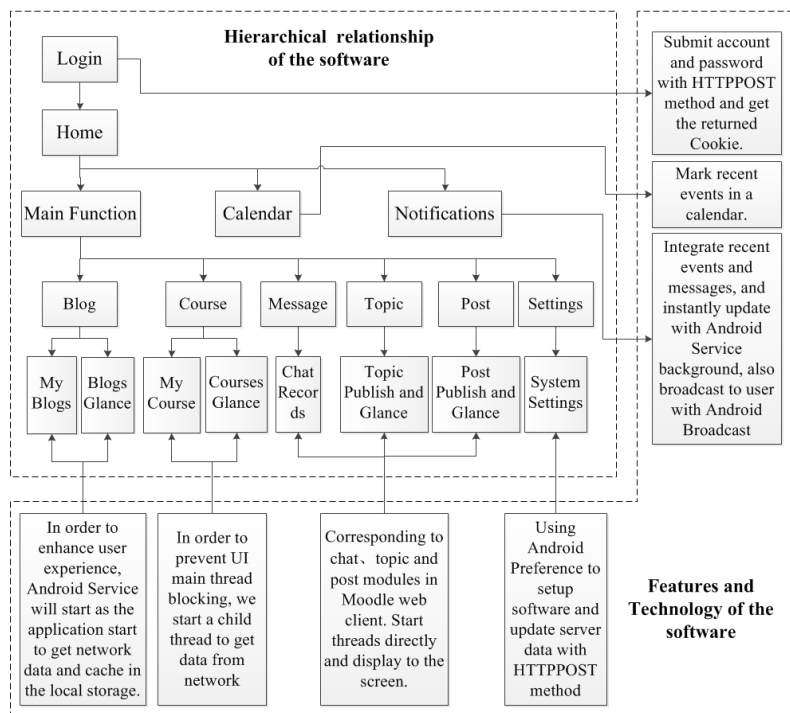 Hierarchical relationship
of the software
Login
Home
Main Function
Calendar
Notifications
Blog
Course
Message
Topic
Post
Settings
My
Blogs
Blogs
Glance
My
Course
Courses
Glance
Chat
Recor
ds
Topic
Publish and
Glance
Post
Publish and
Glance
System
Settings
Submit account
and password
with HTTPPOST
method and get
the returned
Cookie.
Mark recent
events in a
calendar.
Integrate recent
events and
messages, and
instantly update
with Android
Service
background, also
broadcast to user
with Android
Broadcast
In order to
enhance user
experience,
Android Service
will start as the
application start
to get network
data and cache in
the local storage.
In order to
prevent UI
main thread
blocking, we
start a child
thread to get
data from
network
Corresponding to
chat、topic and
post modules in
Moodle web
client. Start
threads directly
and display to the
screen.
Using
Android
Preference to
setup
software and
update server
data with
HTTPPOST
method
Features and
Technology of the
software